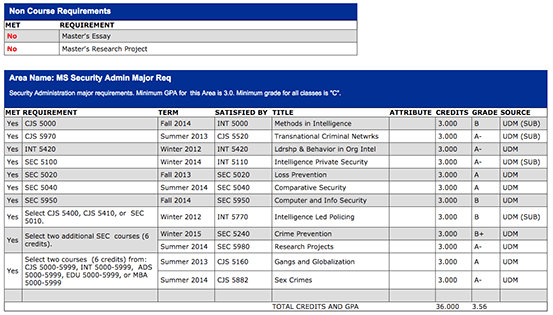 Non Course Requirements
MET REQUIREMENT
No Master's Essay
No Master's Research Project
Area Name: MS Security Admin Major Req
Security Administration major requirements. Minimum GPA for this Area is 3.0. Minimum grade for all classes is "C".
MET REQUIREMENT TERM SATISFIED BY TITLE ATTRIBUTE CREDITS GRADE SOURCE
Yes CJS 5000 Fall 2014 INT 5000 Methods in Intelligence 3.000 B UDM (SUB)
Yes CJS 5970 Summer 2013 CJS 5520 Transnational Criminal Netwrks 3.000 A- UDM (SUB)
Yes INT 5420 Winter 2012 INT 5420 Ldrshp & Behavior in Org Intel 3.000 A- UDM
Yes SEC 5100 Winter 2014 INT 5110 Intelligence Private Security 3.000 A- UDM (SUB)
Yes SEC 5020 Fall 2013 SEC 5020 Loss Prevention 3.000 A UDM
Yes SEC 5040 Summer 2014 SEC 5040 Comparative Security 3.000 A UDM
Yes SEC 5950 Fall 2014 SEC 5950 Computer and Info Security 3.000 B UDM
Yes Select CJS 5400, CJS 5410, or SEC 5010. Winter 2012 INT 5770 Intelligence Led Policing 3.000 B UDM (SUB)
Yes Select two additional SEC courses (6 credits). Winter 2015 SEC 5240 Crime Prevention 3.000 B+ UDM
Summer 2014 SEC 5980 Research Projects 3.000 A- UDM
Yes Select two courses (6 credits) from: CJS 5000-5999, INT 5000-5999, ADS 5000-5999, EDU 5000-5999, or MBA 5000-5999 Summer 2013 CJS 5160 Gangs and Globalization 3.000 A- UDM
Summer 2014 CJS 5882 Sex Crimes 3.000 A- UDM
TOTAL CREDITS AND GPA 36.000 3.56